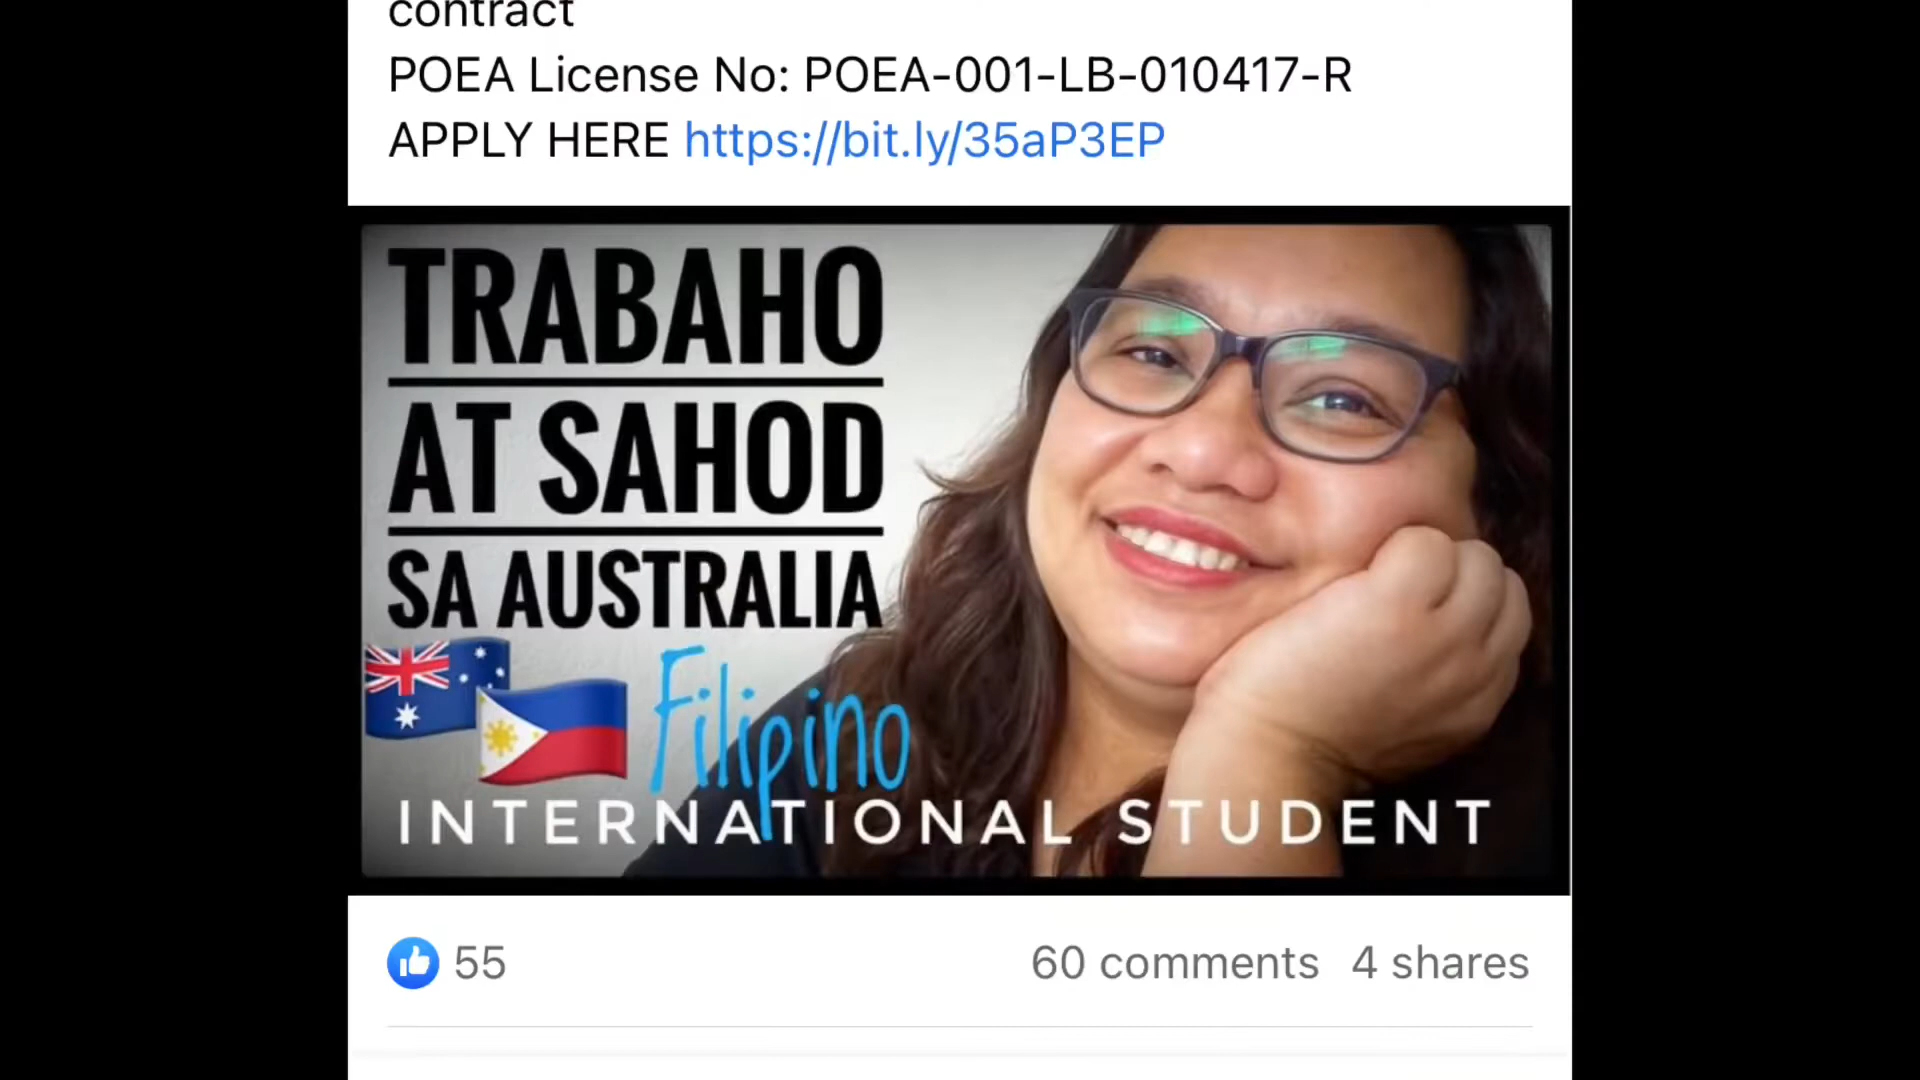 contract
POEA License No: POEA-001-LB-010417-R
APPLY HERE https://bit.ly/35aP3EP
TRABAHO
AT SAHOD
SA AUSTRALIA
Filipino
INTERNATIONAL STUDENT
55
60 comments 4 shares